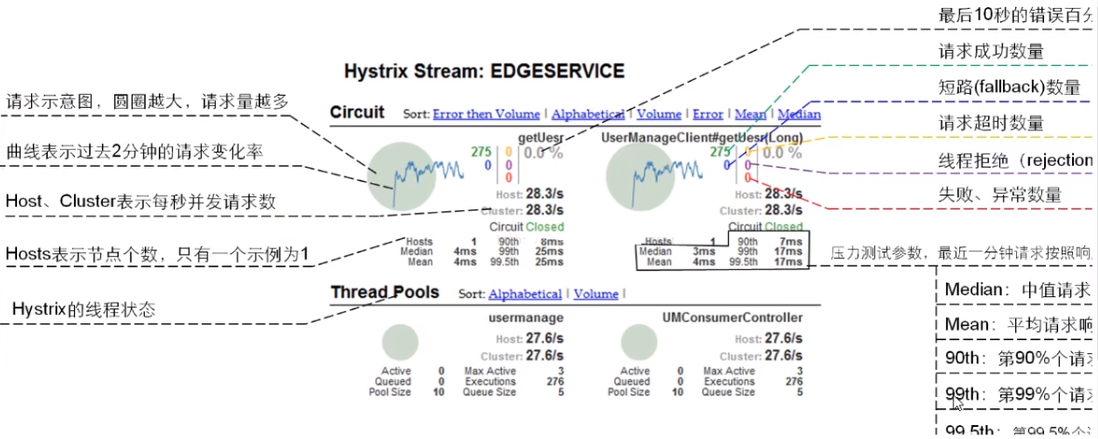 最后10秒的错误百分
请求成功数量
短路(fallback)数量
请求超时数量
线程拒绝（rejection
失败、异常数量
Hystrix Stream: EDGESERVICE
请求示意图，圆圈越大，请求量越多
曲线表示过去2分钟的请求变化率
Host、Cluster表示每秒并发请求数
Hosts表示节点个数，只有一个示例为1
Hystrix的线程状态
Circuit Sort: Error then Volume | Alphabetical | Volume | Error | Mean | Median
getUesr
275 0 0.0 %
0 0
0
Host: 28.3/s
Cluster: 28.3/s
Circuit Closed
Hosts 1 90th 8ms
Median 4ms 99th 25ms
Mean 4ms 99.5th 25ms
UserManageClient#getUesr(Long)
275 0 0.0 %
0 0
0
Host: 28.3/s
Cluster: 28.3/s
Circuit Closed
Hosts 1 90th 7ms
Median 3ms 99th 17ms
Mean 4ms 99.5th 17ms
压力测试参数，最近一分钟请求按照响
Median：中值请求
Mean：平均请求响
90th：第90%个请求
99th：第99%个请求
99.5th：第99.5%个
Thread Pools Sort: Alphabetical | Volume |
usermanage
Host: 27.6/s
Cluster: 27.6/s
Active 0 Max Active 3
Queued 0 Executions 276
Pool Size 10 Queue Size 5
UMConsumerController
Host: 27.6/s
Cluster: 27.6/s
Active 0 Max Active 3
Queued 0 Executions 276
Pool Size 10 Queue Size 5